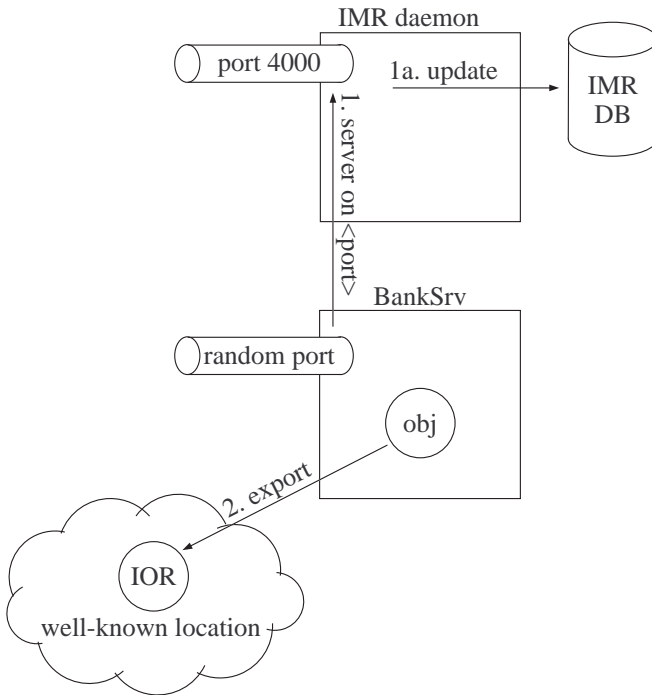 IMR daemon
port 4000
1a. update
IMR
DB
1. server on <port>
BankSrv
random port
obj
2. export
IOR
well-known location